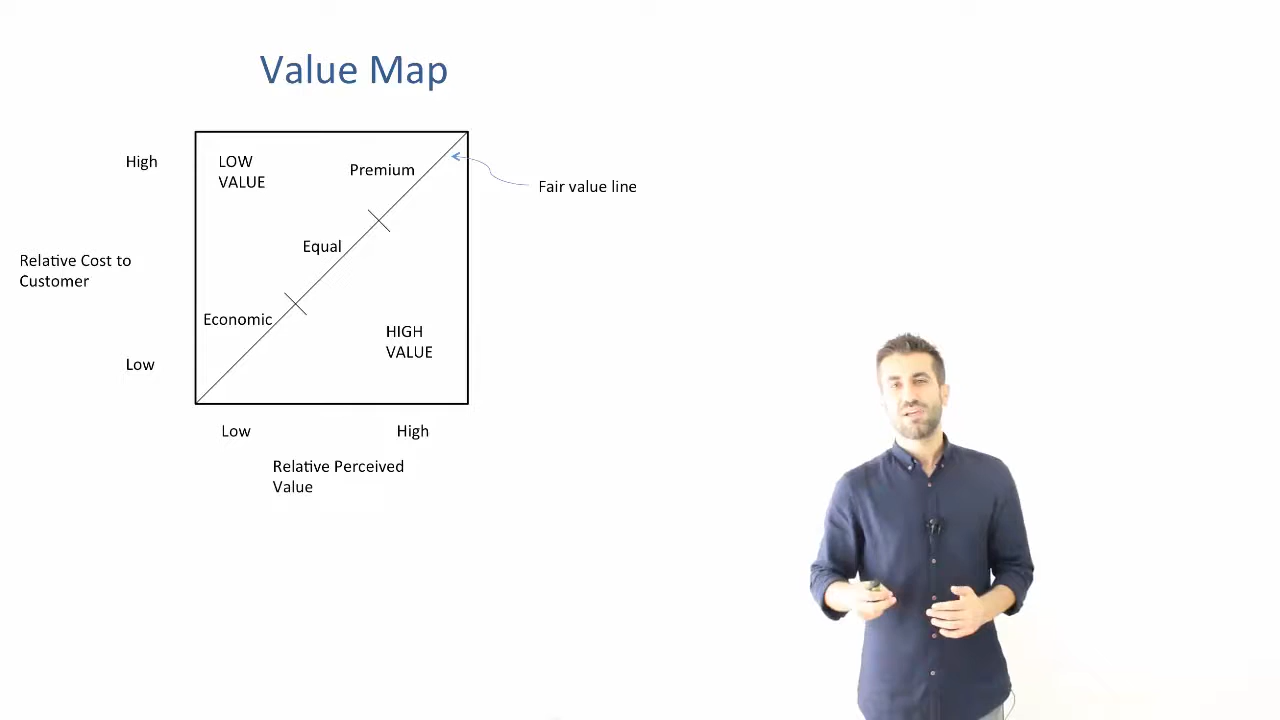 Value Map
High
LOW
VALUE
Premium
Fair value line
Equal
Relative Cost to
Customer
Economic
HIGH
VALUE
Low
Low
High
Relative Perceived
Value